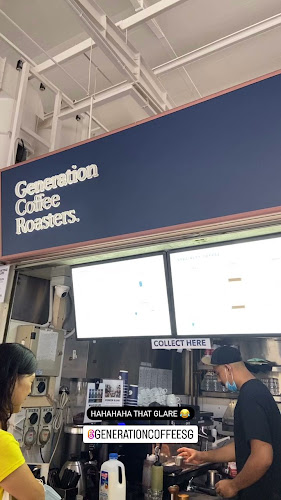 Generation
Coffee
Roasters.
COLLECT HERE
HAHAHAHA THAT GLARE 😂
@GENERATIONCOFFEESG